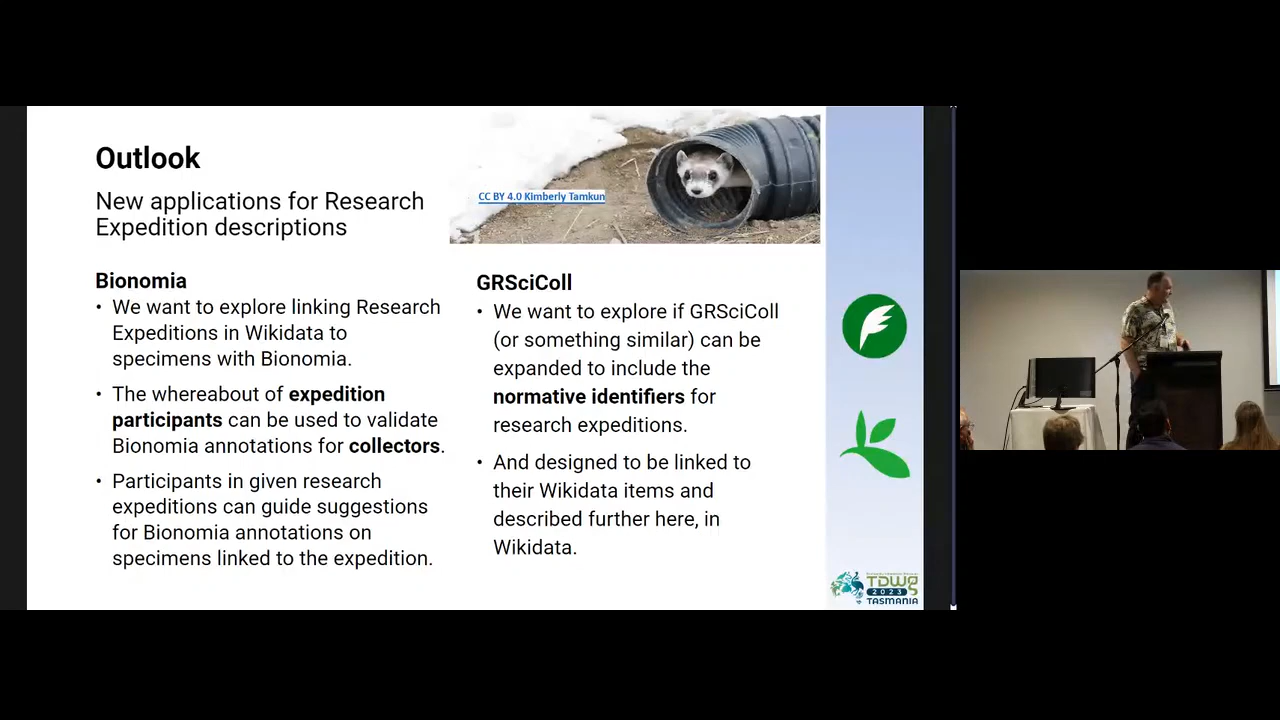 Outlook
New applications for Research
Expedition descriptions
CC BY 4.0 Kimberly Tamkun
Bionomia
• We want to explore linking Research
Expeditions in Wikidata to
specimens with Bionomia.
• The whereabout of expedition
participants can be used to validate
Bionomia annotations for collectors.
• Participants in given research
expeditions can guide suggestions
for Bionomia annotations on
specimens linked to the expedition.
GRSciColl
• We want to explore if GRSciColl
(or something similar) can be
expanded to include the
normative identifiers for
research expeditions.
• And designed to be linked to
their Wikidata items and
described further here, in
Wikidata.
TDWG
2023
TASMANIA